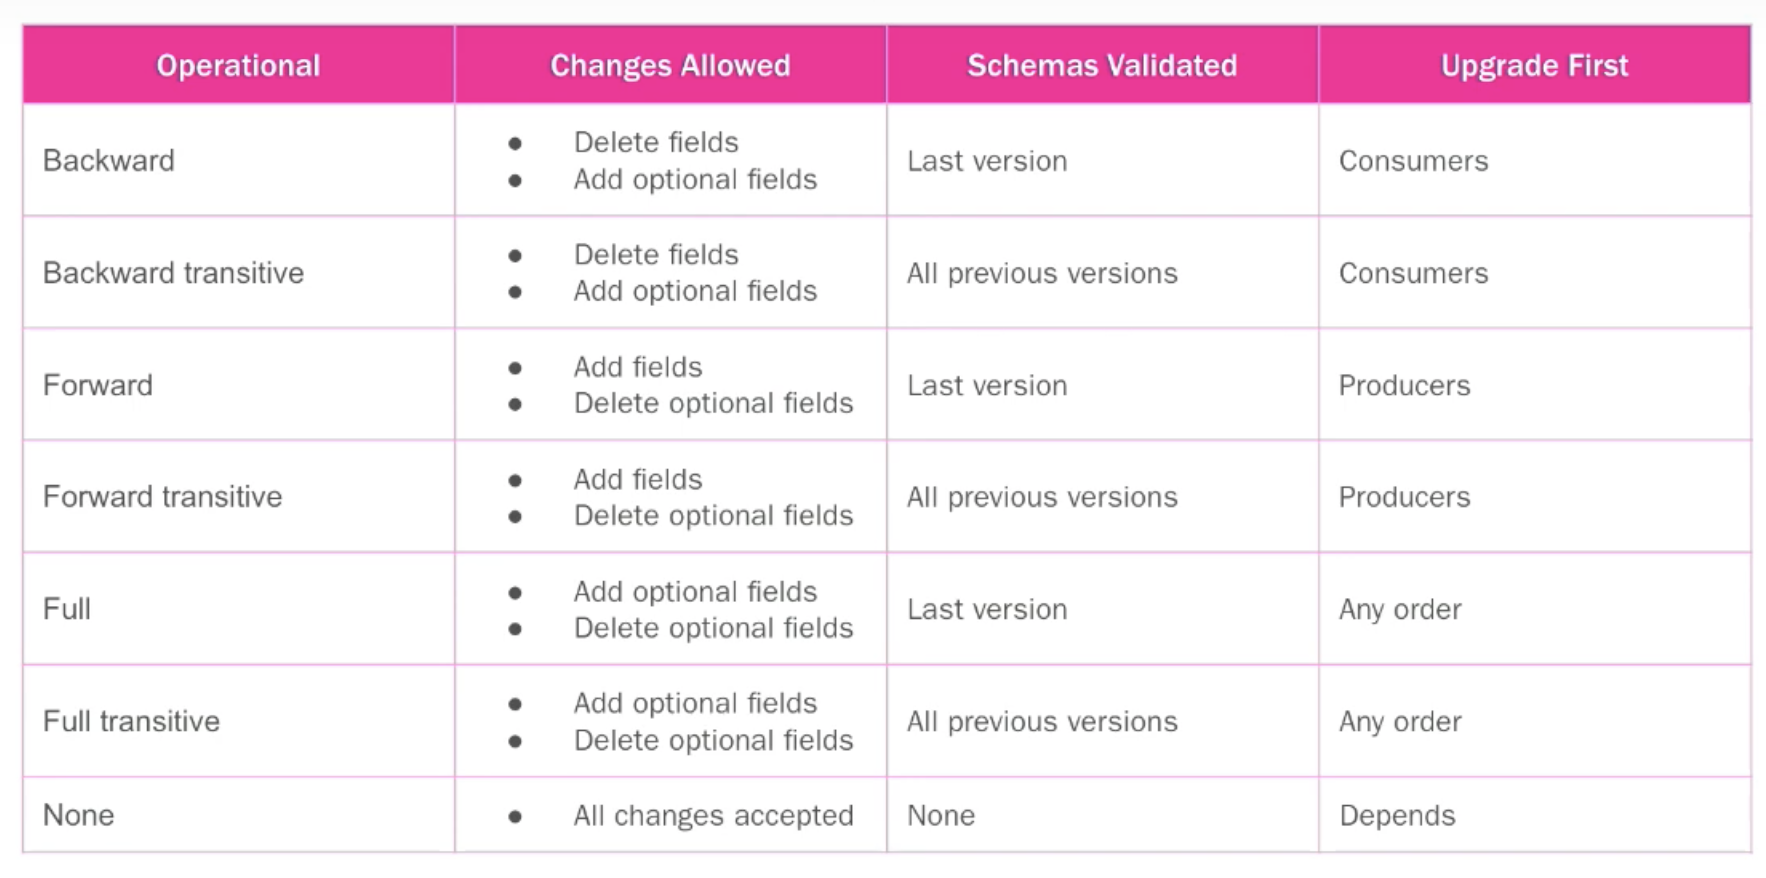 Operational Changes Allowed Schemas Validated Upgrade First
Backward
● Delete fields
● Add optional fields
Last version
Consumers
Backward transitive
● Delete fields
● Add optional fields
All previous versions
Consumers
Forward
● Add fields
● Delete optional fields
Last version
Producers
Forward transitive
● Add fields
● Delete optional fields
All previous versions
Producers
Full
● Add optional fields
● Delete optional fields
Last version
Any order
Full transitive
● Add optional fields
● Delete optional fields
All previous versions
Any order
None
● All changes accepted
None
Depends